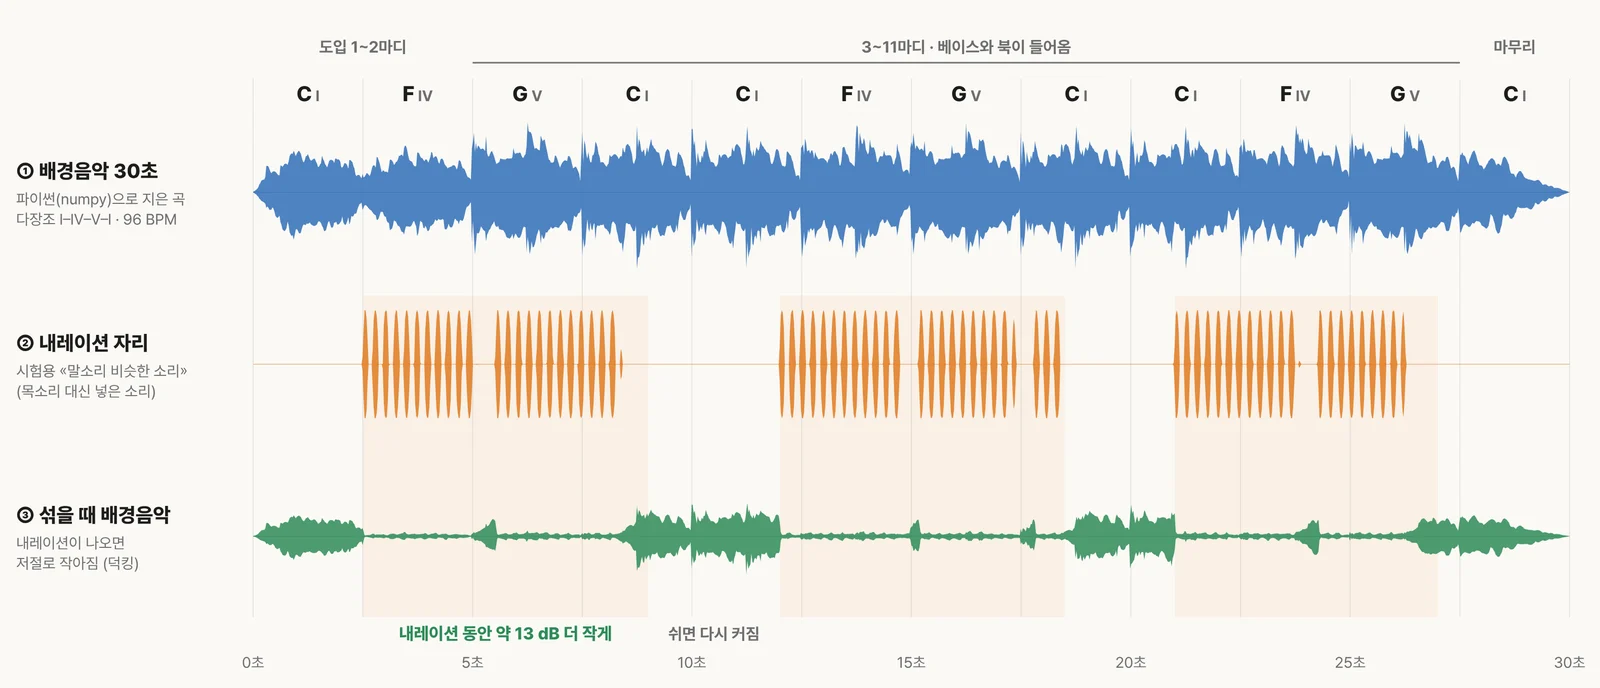 도입 1~2마디
3~11마디 · 베이스와 북이 들어옴
마무리
C I F IV G V C I C I F IV G V C I C I F IV G V C I
① 배경음악 30초
파이썬(numpy)으로 지은 곡
다장조 I–IV–V–I · 96 BPM
② 내레이션 자리
시험용 «말소리 비슷한 소리»
(목소리 대신 넣은 소리)
③ 섞을 때 배경음악
내레이션이 나오면
저절로 작아짐 (덕킹)
내레이션 동안 약 13 dB 더 작게
쉬면 다시 커짐
0초 5초 10초 15초 20초 25초 30초